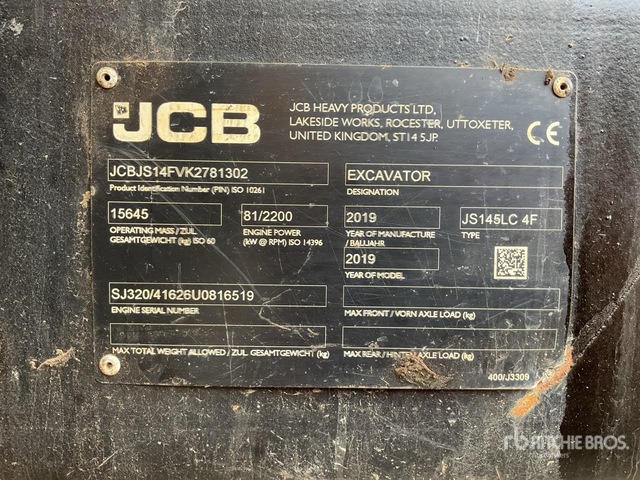 JCB
JCB HEAVY PRODUCTS LTD,
LAKESIDE WORKS, ROCESTER, UTTOXETER,
UNITED KINGDOM, ST14 5JP.
CE
JCBJS14FVK2781302
Product Identification Number (PIN) ISO 10261
EXCAVATOR
DESIGNATION
15645
OPERATING MASS / ZUL.
GESAMTGEWICHT (kg) ISO 60
81/2200
ENGINE POWER
(kW @ RPM) ISO 14396
2019
YEAR OF MANUFACTURE
/ BAUJAHR
JS145LC 4F
TYPE
2019
YEAR OF MODEL
SJ320/41626U0816519
ENGINE SERIAL NUMBER
MAX FRONT / VORN AXLE LOAD (kg)
MAX TOTAL WEIGHT ALLOWED / ZUL. GESAMTGEWICHT (kg)
MAX REAR / HINTEN AXLE LOAD (kg)
400/J3309
rb RITCHIE BROS.